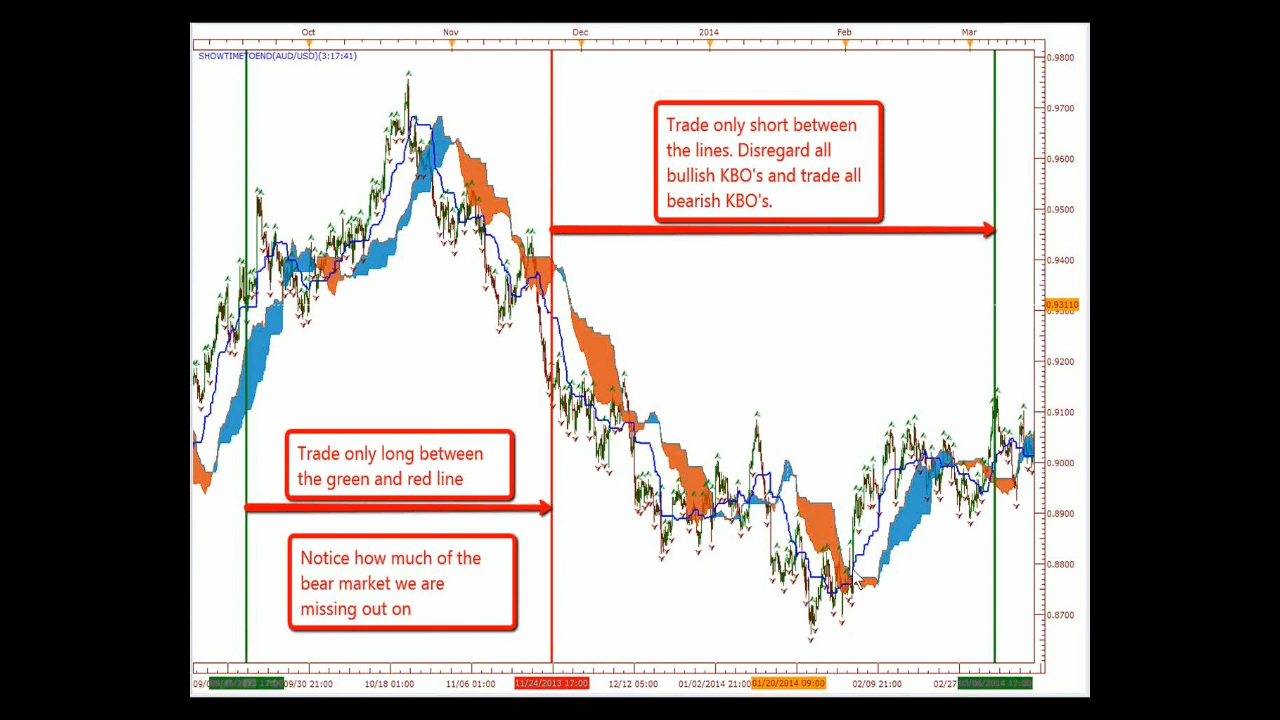 Oct Nov Dec 2014 Feb Mar
SHOWTIMETOEND(AUD/USD)(3:17:41)
0.9800
0.9700
Trade only short between
the lines. Disregard all
bullish KBO's and trade all
bearish KBO's.
0.9600
0.9500
0.9400
0.93110
0.9300
0.9200
0.9100
Trade only long between
the green and red line
0.9000
0.8900
Notice how much of the
bear market we are
missing out on
0.8800
0.8700
09/30 21:00 10/18 01:00 11/06 01:00 11/24/2013 17:00 12/12 05:00 01/02/2014 21:00 01/20/2014 09:00 02/09 21:00 02/27